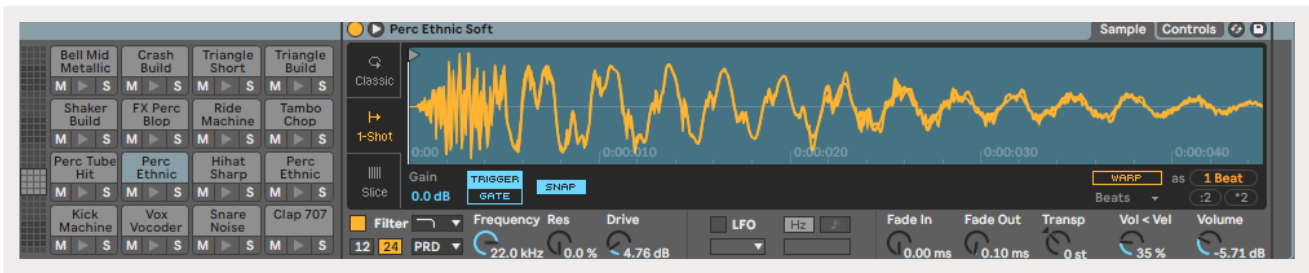 Perc Ethnic Soft
Sample Controls
Bell Mid Metallic
Crash Build
Triangle Short
Triangle Build
M S M S M S M S
Shaker Build
FX Perc Blop
Ride Machine
Tambo Chop
M S M S M S M S
Perc Tube Hit
Perc Ethnic
Hihat Sharp
Perc Ethnic
M S M S M S M S
Kick Machine
Vox Vocoder
Snare Noise
Clap 707
M S M S M S M S
Classic
1-Shot
Slice
0:00 0:00:010 0:00:020 0:00:030 0:00:040
Gain
0.0 dB
TRIGGER
GATE
SNAP
WARP as 1 Beat
Beats :2 *2
Filter Frequency Res Drive LFO Hz Fade In Fade Out Transp Vol < Vel Volume
12 24 PRD 22.0 kHz 0.0 % 4.76 dB 0.00 ms 0.10 ms 0 st 35 % -5.71 dB